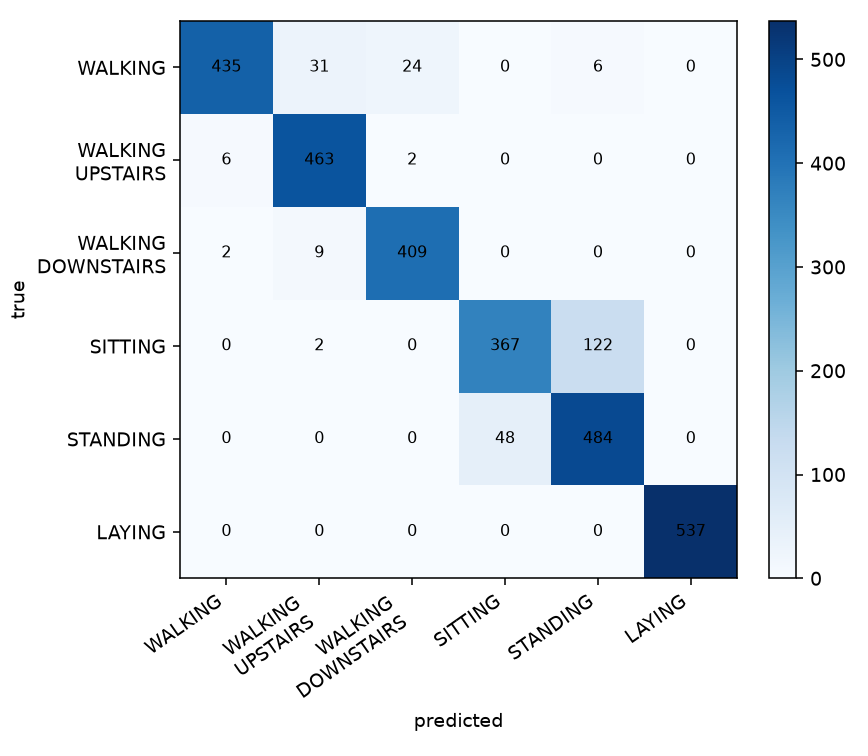 WALKING 435 31 24 0 6 0
WALKING
UPSTAIRS 6 463 2 0 0 0
WALKING
DOWNSTAIRS 2 9 409 0 0 0
SITTING 0 2 0 367 122 0
STANDING 0 0 0 48 484 0
LAYING 0 0 0 0 0 537
true
WALKING
WALKING
UPSTAIRS
WALKING
DOWNSTAIRS
SITTING
STANDING
LAYING
predicted
500
400
300
200
100
0